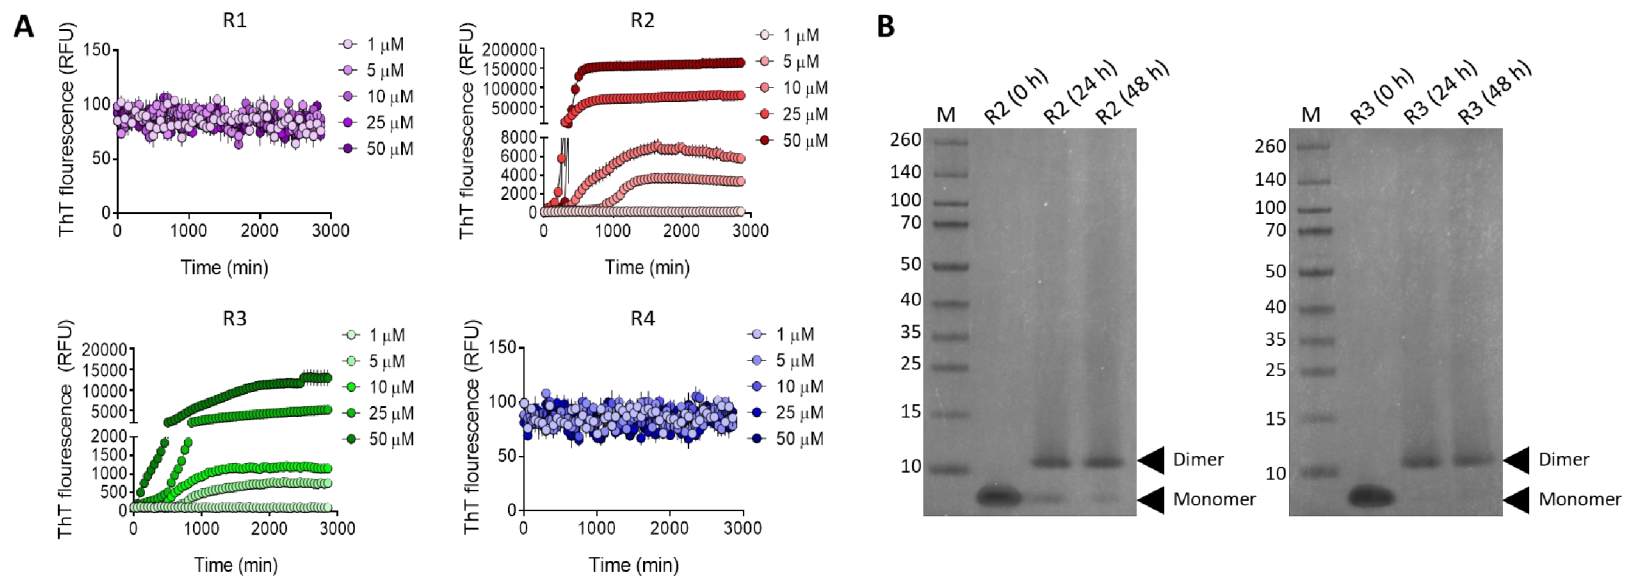 A
R1
ThT flourescence (RFU)
150
100
50
0
0 1000 2000 3000
Time (min)
1 μM
5 μM
10 μM
25 μM
50 μM
R2
ThT flourescence (RFU)
200000
150000
100000
50000
8000
6000
4000
2000
0
0 1000 2000 3000
Time (min)
1 μM
5 μM
10 μM
25 μM
50 μM
R3
ThT flourescence (RFU)
20000
15000
10000
5000
2000
1500
1000
500
0
0 1000 2000 3000
Time (min)
1 μM
5 μM
10 μM
25 μM
50 μM
R4
ThT flourescence (RFU)
150
100
50
0
0 1000 2000 3000
Time (min)
1 μM
5 μM
10 μM
25 μM
50 μM
B
M R2 (0 h) R2 (24 h) R2 (48 h)
260
140
100
70
50
40
35
25
15
10
Dimer
Monomer
M R3 (0 h) R3 (24 h) R3 (48 h)
260
140
100
70
50
40
35
25
15
10
Dimer
Monomer